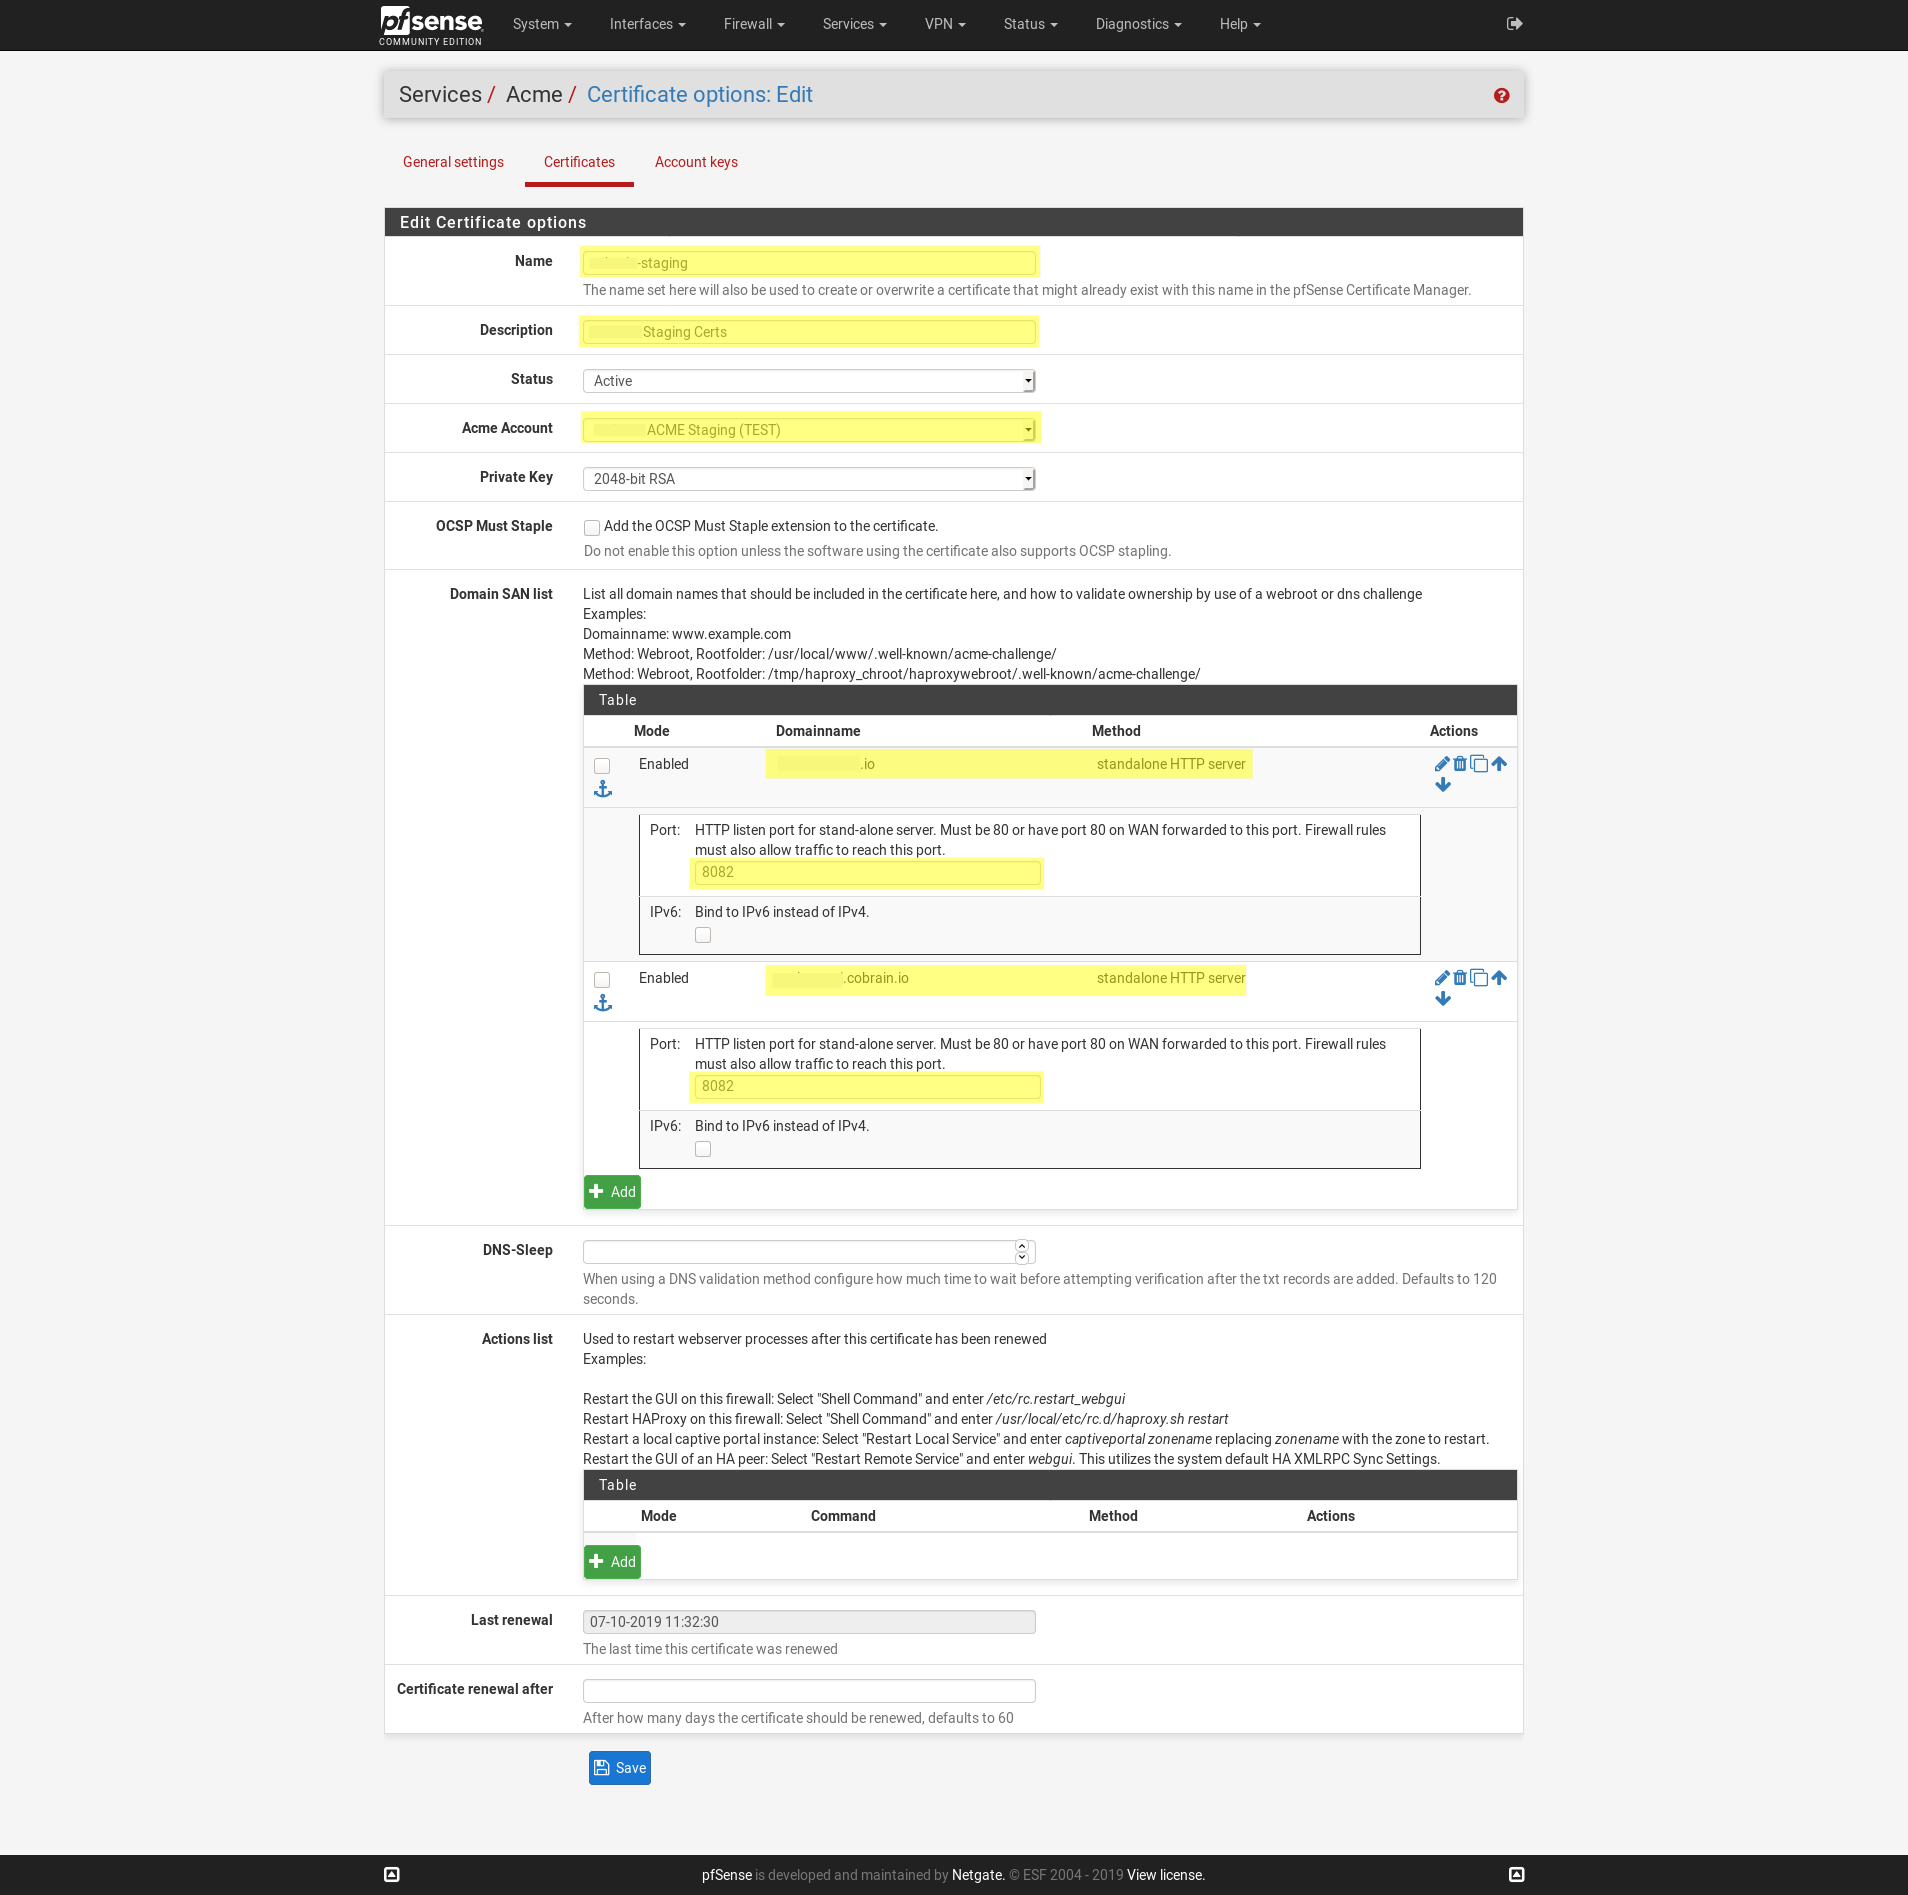 pfsense
COMMUNITY EDITION
System Interfaces Firewall Services VPN Status Diagnostics Help
Services / Acme / Certificate options: Edit
General settings Certificates Account keys
Edit Certificate options
Name -staging
The name set here will also be used to create or overwrite a certificate that might already exist with this name in the pfSense Certificate Manager.
Description Staging Certs
Status Active
Acme Account ACME Staging (TEST)
Private Key 2048-bit RSA
OCSP Must Staple Add the OCSP Must Staple extension to the certificate.
Do not enable this option unless the software using the certificate also supports OCSP stapling.
Domain SAN list List all domain names that should be included in the certificate here, and how to validate ownership by use of a webroot or dns challenge
Examples:
Domainname: www.example.com
Method: Webroot, Rootfolder: /usr/local/www/.well-known/acme-challenge/
Method: Webroot, Rootfolder: /tmp/haproxy_chroot/haproxywebroot/.well-known/acme-challenge/
Table
Mode Domainname Method Actions
Enabled .io standalone HTTP server
Port: HTTP listen port for stand-alone server. Must be 80 or have port 80 on WAN forwarded to this port. Firewall rules
must also allow traffic to reach this port.
8082
IPv6: Bind to IPv6 instead of IPv4.
Enabled .cobrain.io standalone HTTP server
Port: HTTP listen port for stand-alone server. Must be 80 or have port 80 on WAN forwarded to this port. Firewall rules
must also allow traffic to reach this port.
8082
IPv6: Bind to IPv6 instead of IPv4.
Add
DNS-Sleep
When using a DNS validation method configure how much time to wait before attempting verification after the txt records are added. Defaults to 120
seconds.
Actions list Used to restart webserver processes after this certificate has been renewed
Examples:
Restart the GUI on this firewall: Select "Shell Command" and enter /etc/rc.restart_webgui
Restart HAProxy on this firewall: Select "Shell Command" and enter /usr/local/etc/rc.d/haproxy.sh restart
Restart a local captive portal instance: Select "Restart Local Service" and enter captiveportal zonename replacing zonename with the zone to restart.
Restart the GUI of an HA peer: Select "Restart Remote Service" and enter webgui. This utilizes the system default HA XMLRPC Sync Settings.
Table
Mode Command Method Actions
Add
Last renewal 07-10-2019 11:32:30
The last time this certificate was renewed
Certificate renewal after
After how many days the certificate should be renewed, defaults to 60
Save
pfSense is developed and maintained by Netgate. © ESF 2004 - 2019 View license.